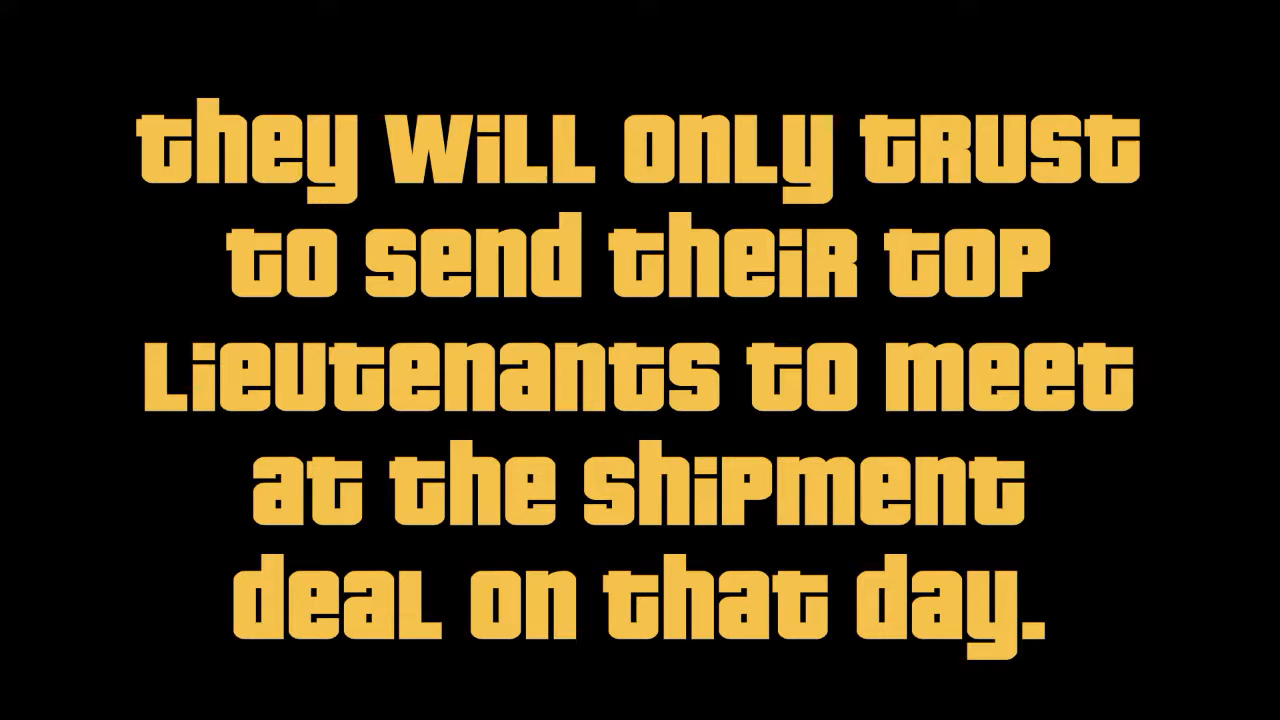 they will only trust
to send their top
lieutenants to meet
at the shipment
deal on that day.